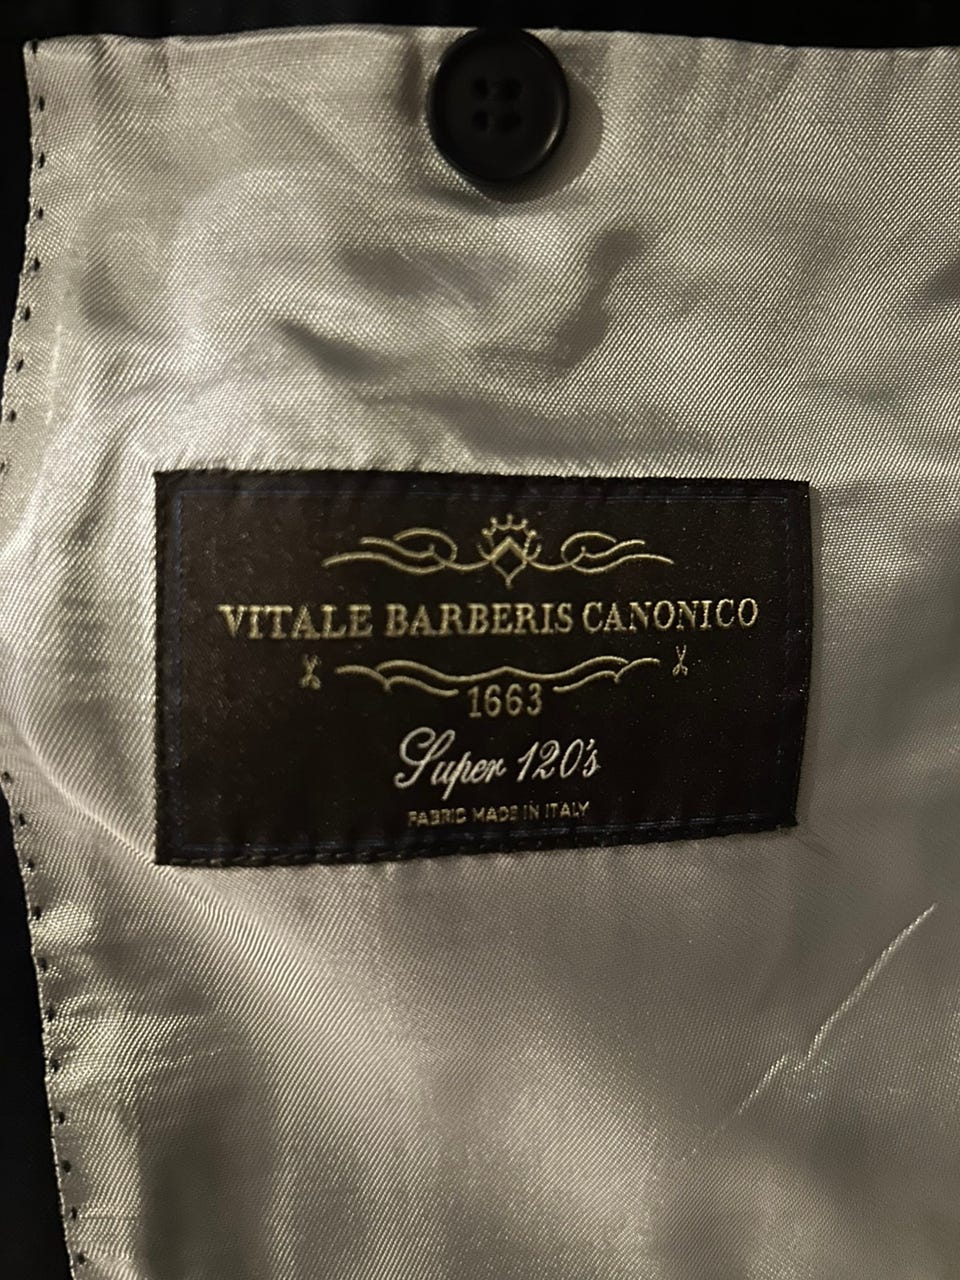 VITALE BARBERIS CANONICO
1663
Super 120's
FABRIC MADE IN ITALY